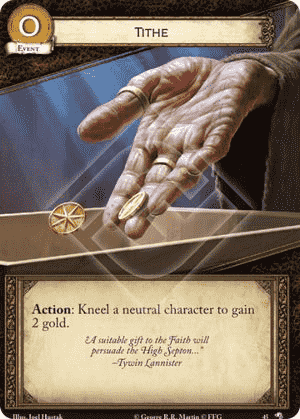 0
EVENT
TITHE
Action: Kneel a neutral character to gain
2 gold.
"A suitable gift to the Faith will
persuade the High Septon..."
–Tywin Lannister
Illus. Joel Hustak
© George R.R. Martin © FFG
45